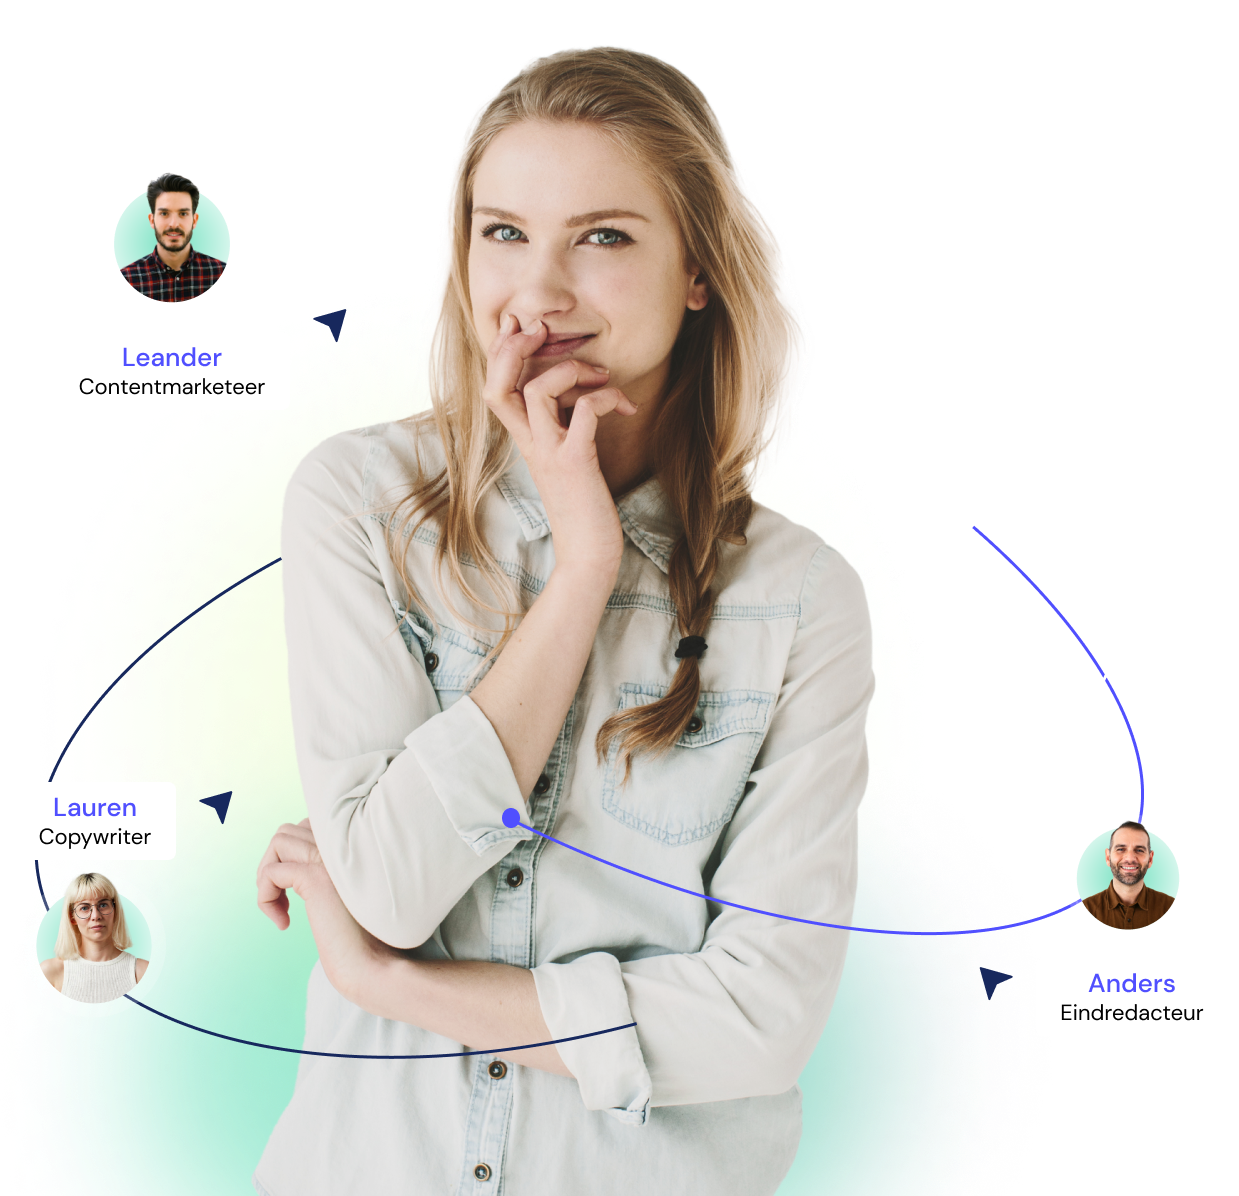 Leander
Contentmarketeer
Lauren
Copywriter
Anders
Eindredacteur